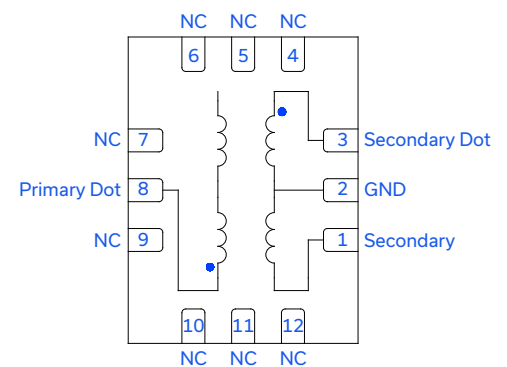 NC NC NC
6 5 4
NC 7 3 Secondary Dot
Primary Dot 8 2 GND
NC 9 1 Secondary
10 11 12
NC NC NC